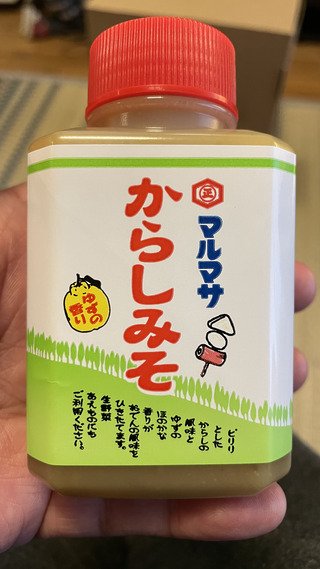 正
マルマサ
からしみそ
ゆずの
香り
ピリリ
とした
からしの
風味と
ゆずの
ほのかな
香りが
おでんの風味を
ひきたてます。
生野菜
あえものにも
ご利用ください。